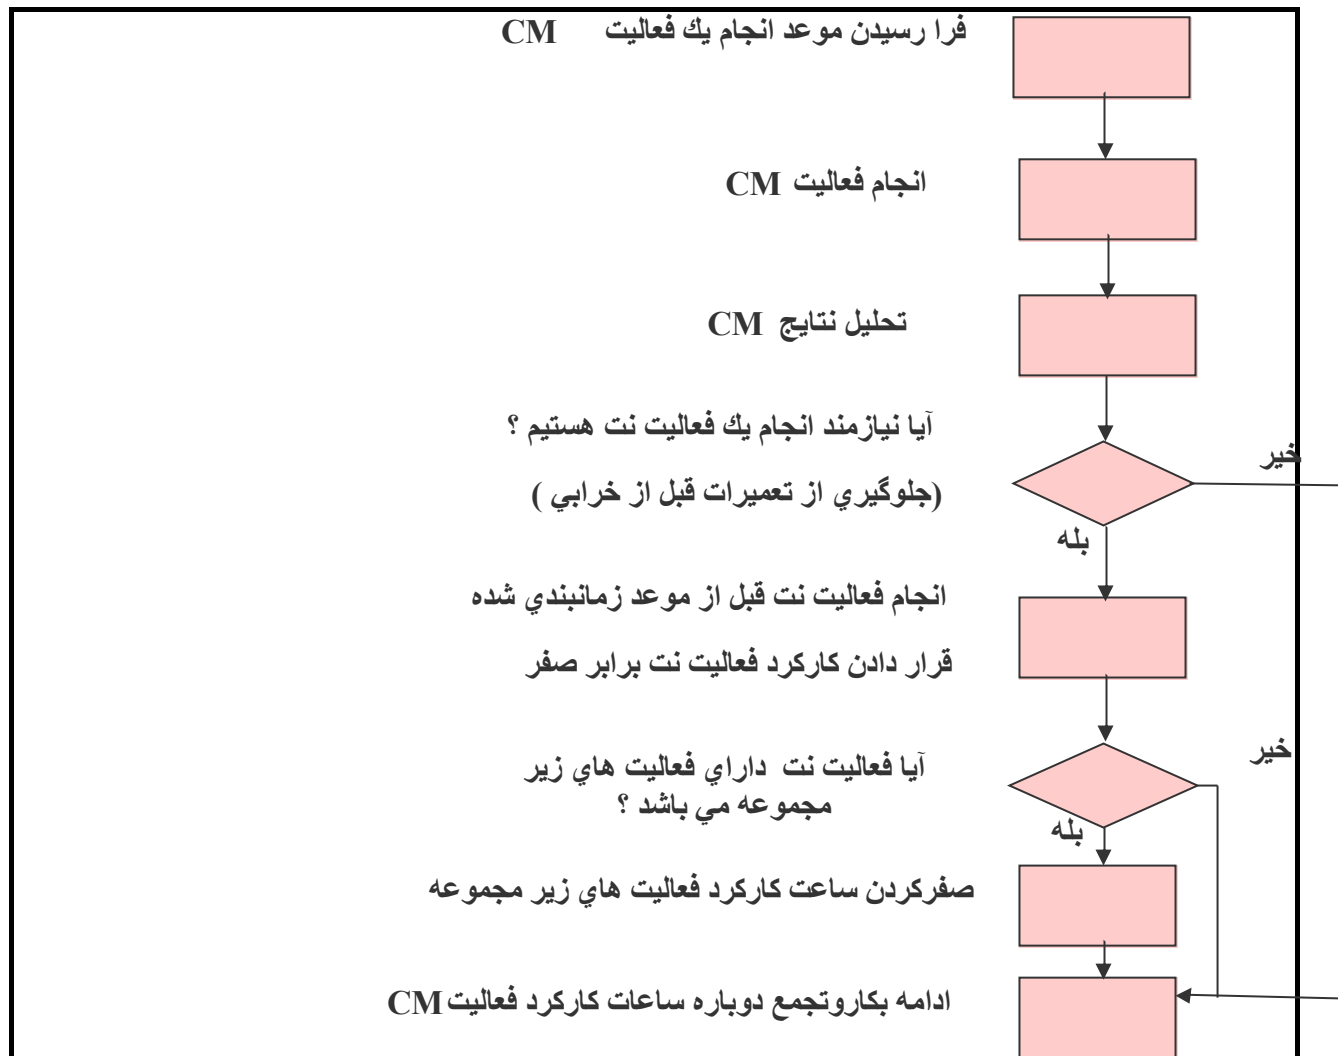 فرا رسيدن موعد انجام يك فعاليت CM
انجام فعاليت CM
تحليل نتايج CM
آيا نيازمند انجام يك فعاليت نت هستيم ؟
خير
(جلوگيري از تعميرات قبل از خرابي )
بله
انجام فعاليت نت قبل از موعد زمانبندي شده
قرار دادن كاركرد فعاليت نت برابر صفر
خير
آيا فعاليت نت داراي فعاليت هاي زير
مجموعه مي باشد ؟
بله
صفركردن ساعت كاركرد فعاليت هاي زير مجموعه
ادامه بكاروتجمع دوباره ساعات كاركرد فعاليت CM